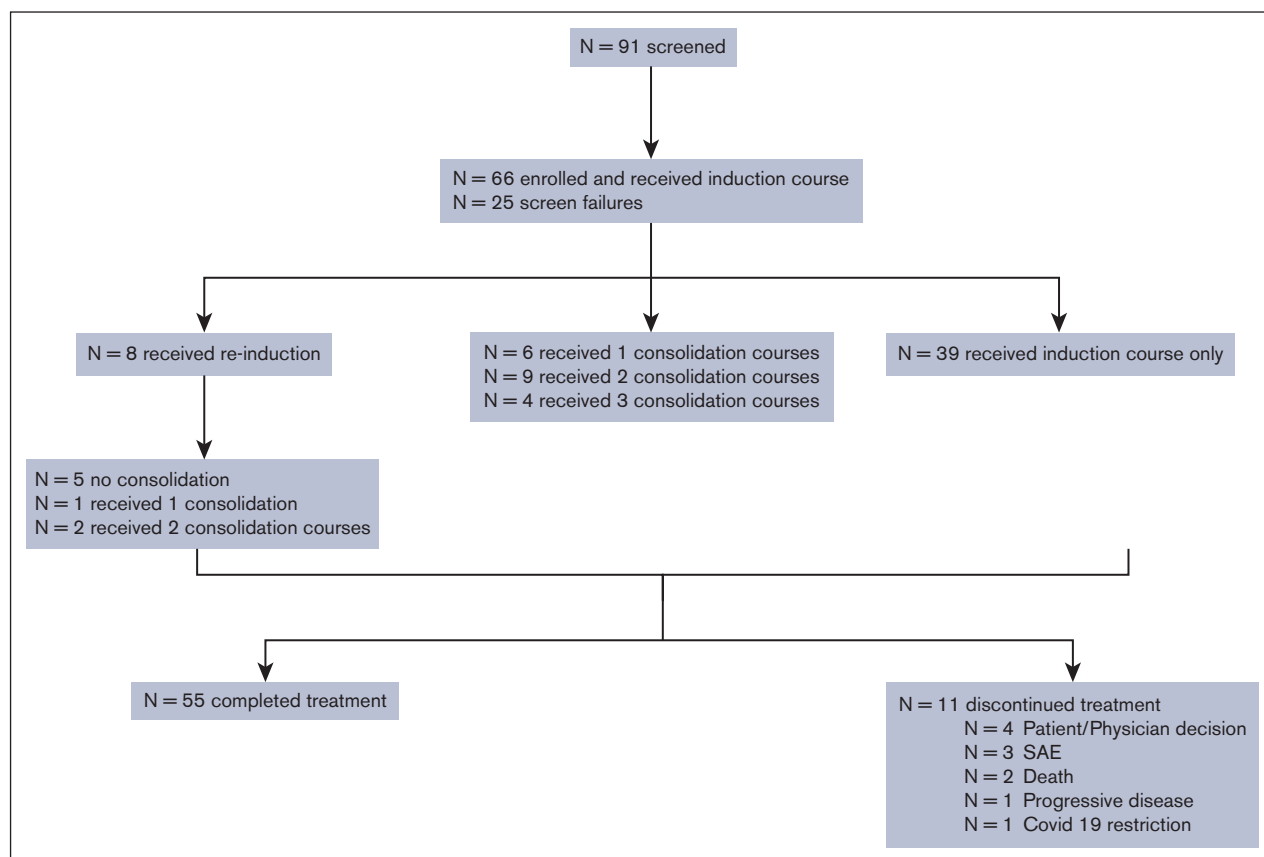 N = 91 screened
N = 66 enrolled and received induction course
N = 25 screen failures
N = 8 received re-induction
N = 6 received 1 consolidation courses
N = 9 received 2 consolidation courses
N = 4 received 3 consolidation courses
N = 39 received induction course only
N = 5 no consolidation
N = 1 received 1 consolidation
N = 2 received 2 consolidation courses
N = 55 completed treatment
N = 11 discontinued treatment
N = 4 Patient/Physician decision
N = 3 SAE
N = 2 Death
N = 1 Progressive disease
N = 1 Covid 19 restriction